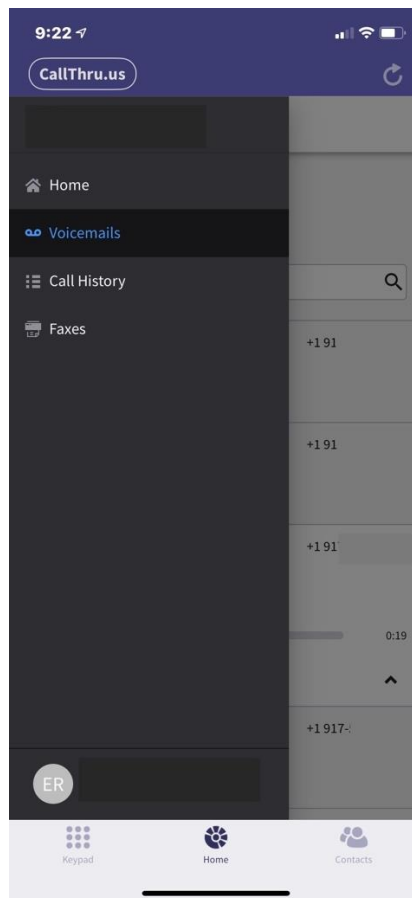 9:22
CallThru.us
Home
Voicemails
Call History
Faxes
+1 91
+1 91
+1 91
0:19
+1 917-
ER
Keypad
Home
Contacts